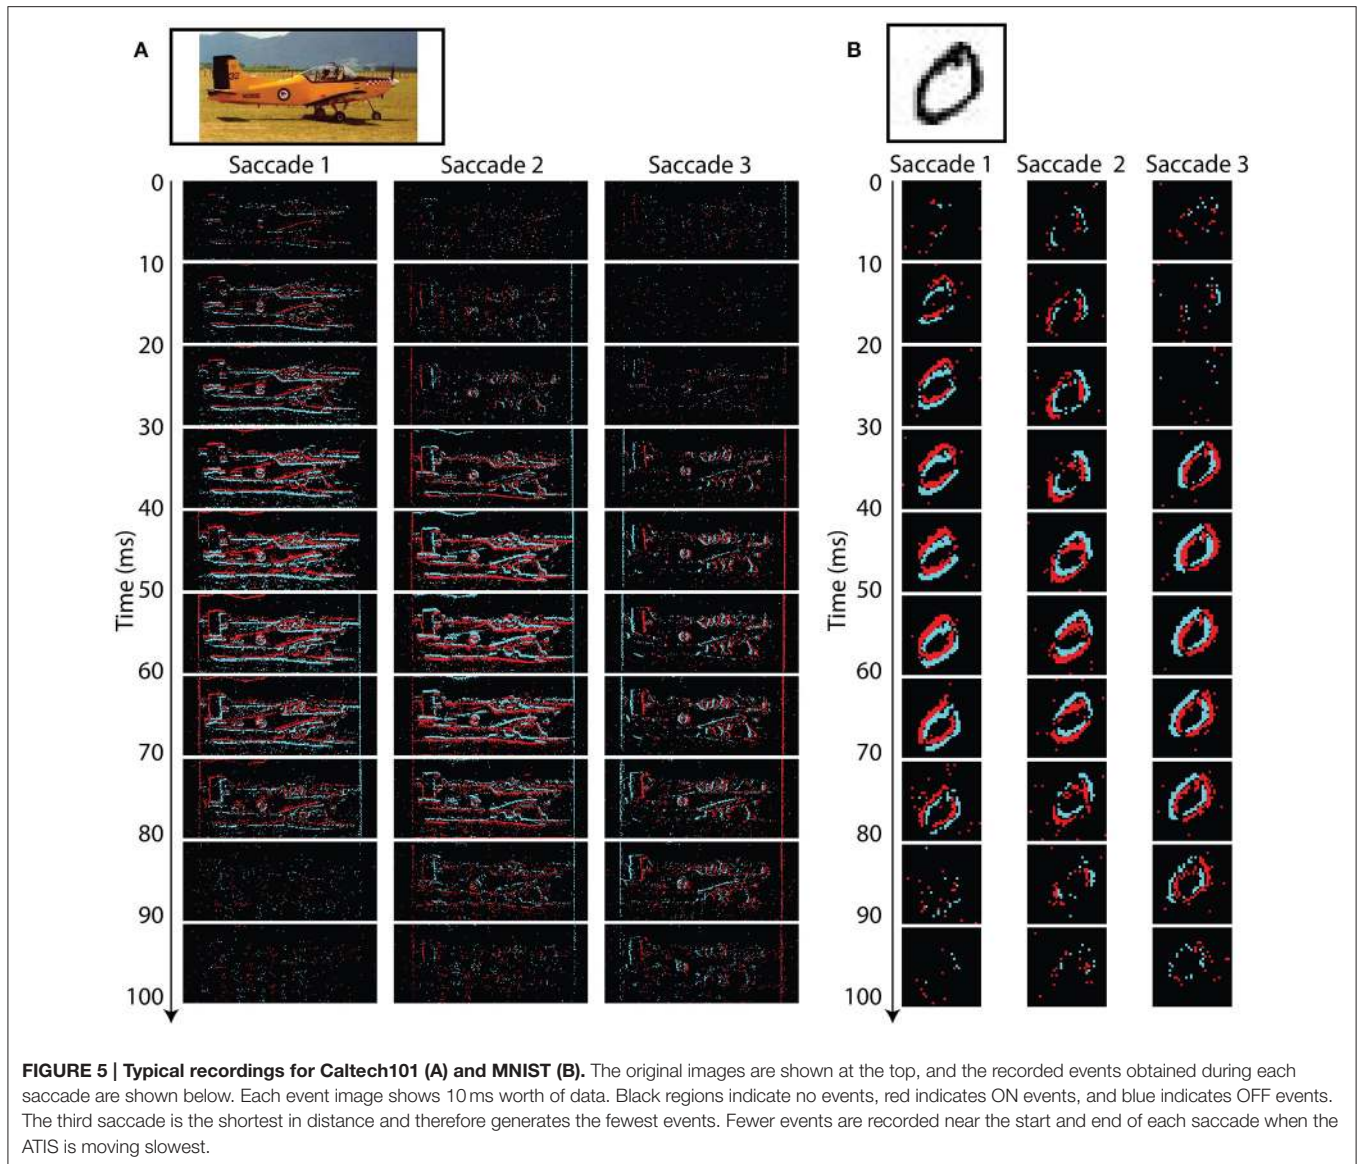 A
B
Saccade 1
Saccade 2
Saccade 3
Saccade 1
Saccade 2
Saccade 3
Time (ms)
0
10
20
30
40
50
60
70
80
90
100
Time (ms)
0
10
20
30
40
50
60
70
80
90
100
FIGURE 5 | Typical recordings for Caltech101 (A) and MNIST (B). The original images are shown at the top, and the recorded events obtained during each
saccade are shown below. Each event image shows 10 ms worth of data. Black regions indicate no events, red indicates ON events, and blue indicates OFF events.
The third saccade is the shortest in distance and therefore generates the fewest events. Fewer events are recorded near the start and end of each saccade when the
ATIS is moving slowest.